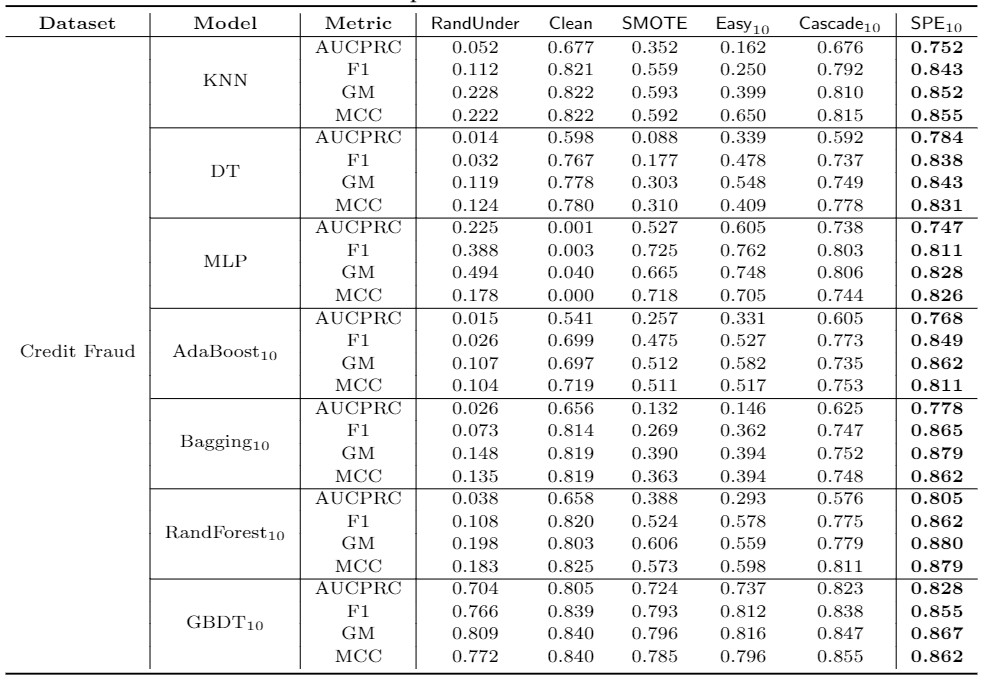 Dataset Model Metric RandUnder Clean SMOTE Easy10 Cascade10 SPE10
AUCPRC 0.052 0.677 0.352 0.162 0.676 0.752
F1 0.112 0.821 0.559 0.250 0.792 0.843
KNN
GM 0.228 0.822 0.593 0.399 0.810 0.852
MCC 0.222 0.822 0.592 0.650 0.815 0.855
AUCPRC 0.014 0.598 0.088 0.339 0.592 0.784
F1 0.032 0.767 0.177 0.478 0.737 0.838
DT
GM 0.119 0.778 0.303 0.548 0.749 0.843
MCC 0.124 0.780 0.310 0.409 0.778 0.831
AUCPRC 0.225 0.001 0.527 0.605 0.738 0.747
F1 0.388 0.003 0.725 0.762 0.803 0.811
MLP
GM 0.494 0.040 0.665 0.748 0.806 0.828
MCC 0.178 0.000 0.718 0.705 0.744 0.826
AUCPRC 0.015 0.541 0.257 0.331 0.605 0.768
F1 0.026 0.699 0.475 0.527 0.773 0.849
Credit Fraud AdaBoost10
GM 0.107 0.697 0.512 0.582 0.735 0.862
MCC 0.104 0.719 0.511 0.517 0.753 0.811
AUCPRC 0.026 0.656 0.132 0.146 0.625 0.778
F1 0.073 0.814 0.269 0.362 0.747 0.865
Bagging10
GM 0.148 0.819 0.390 0.394 0.752 0.879
MCC 0.135 0.819 0.363 0.394 0.748 0.862
AUCPRC 0.038 0.658 0.388 0.293 0.576 0.805
F1 0.108 0.820 0.524 0.578 0.775 0.862
RandForest10
GM 0.198 0.803 0.606 0.559 0.779 0.880
MCC 0.183 0.825 0.573 0.598 0.811 0.879
AUCPRC 0.704 0.805 0.724 0.737 0.823 0.828
F1 0.766 0.839 0.793 0.812 0.838 0.855
GBDT10
GM 0.809 0.840 0.796 0.816 0.847 0.867
MCC 0.772 0.840 0.785 0.796 0.855 0.862